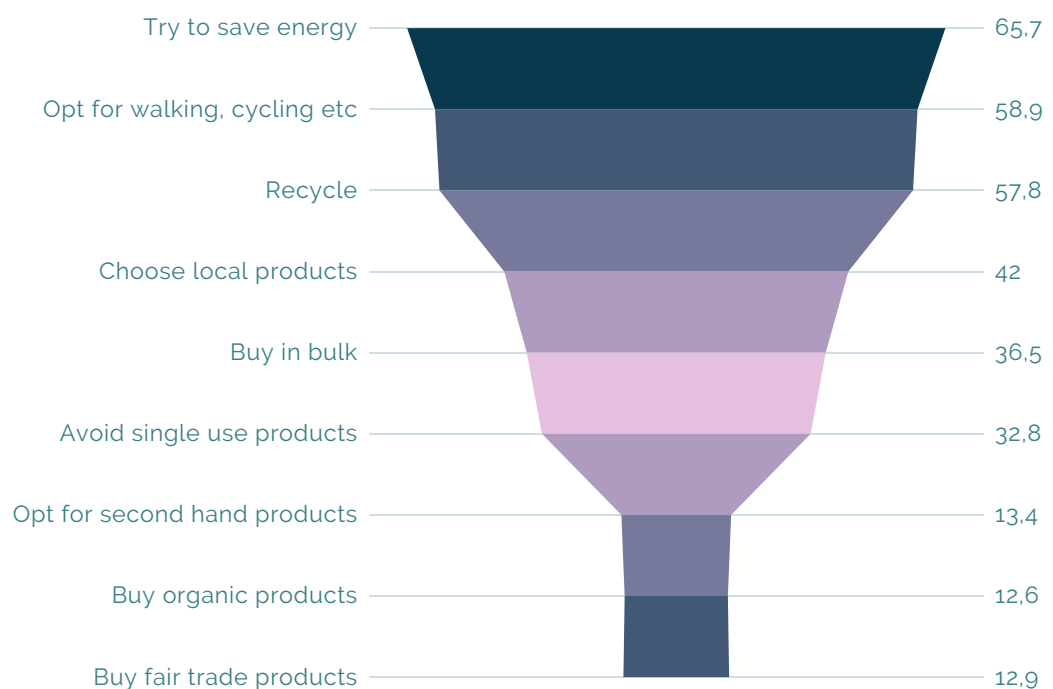 Try to save energy 65,7
Opt for walking, cycling etc 58,9
Recycle 57,8
Choose local products 42
Buy in bulk 36,5
Avoid single use products 32,8
Opt for second hand products 13,4
Buy organic products 12,6
Buy fair trade products 12,9